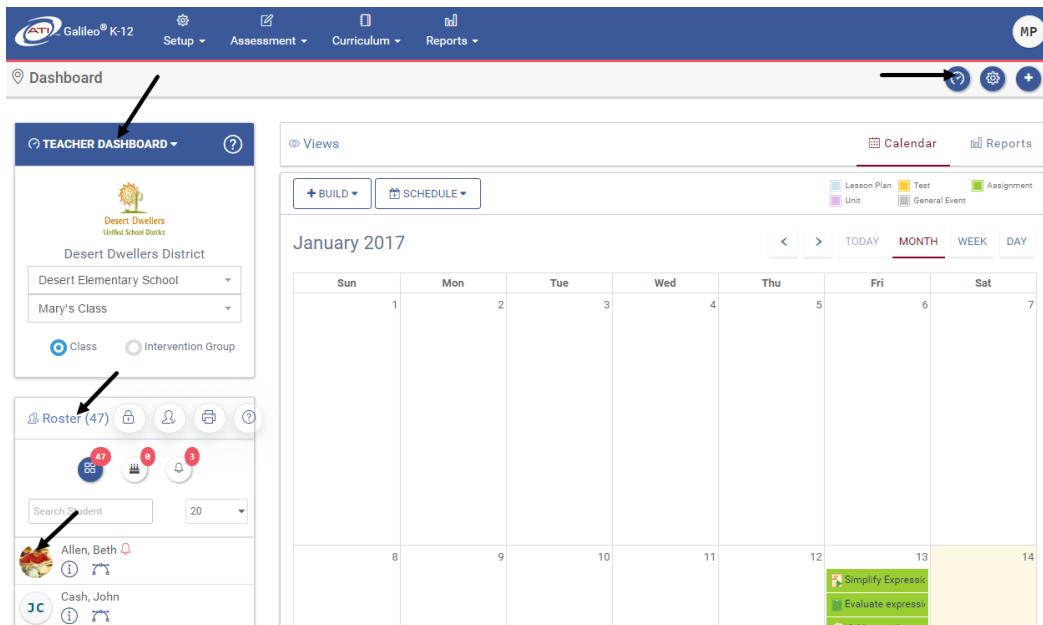 ATI Galileo® K-12
Setup
Assessment
Curriculum
Reports
MP
Dashboard
TEACHER DASHBOARD
?
Desert Dwellers
Unified School District
Desert Dwellers District
Desert Elementary School
Mary's Class
Class
Intervention Group
Roster (47)
?
47
0
3
Search Student
20
Allen, Beth
i
JC
Cash, John
i
Views
Calendar
Reports
+ BUILD
SCHEDULE
Lesson Plan
Test
Assignment
Unit
General Event
January 2017
<
>
TODAY
MONTH
WEEK
DAY
Sun Mon Tue Wed Thu Fri Sat
1 2 3 4 5 6 7
8 9 10 11 12 13 14
Simplify Expressic
Evaluate expressi